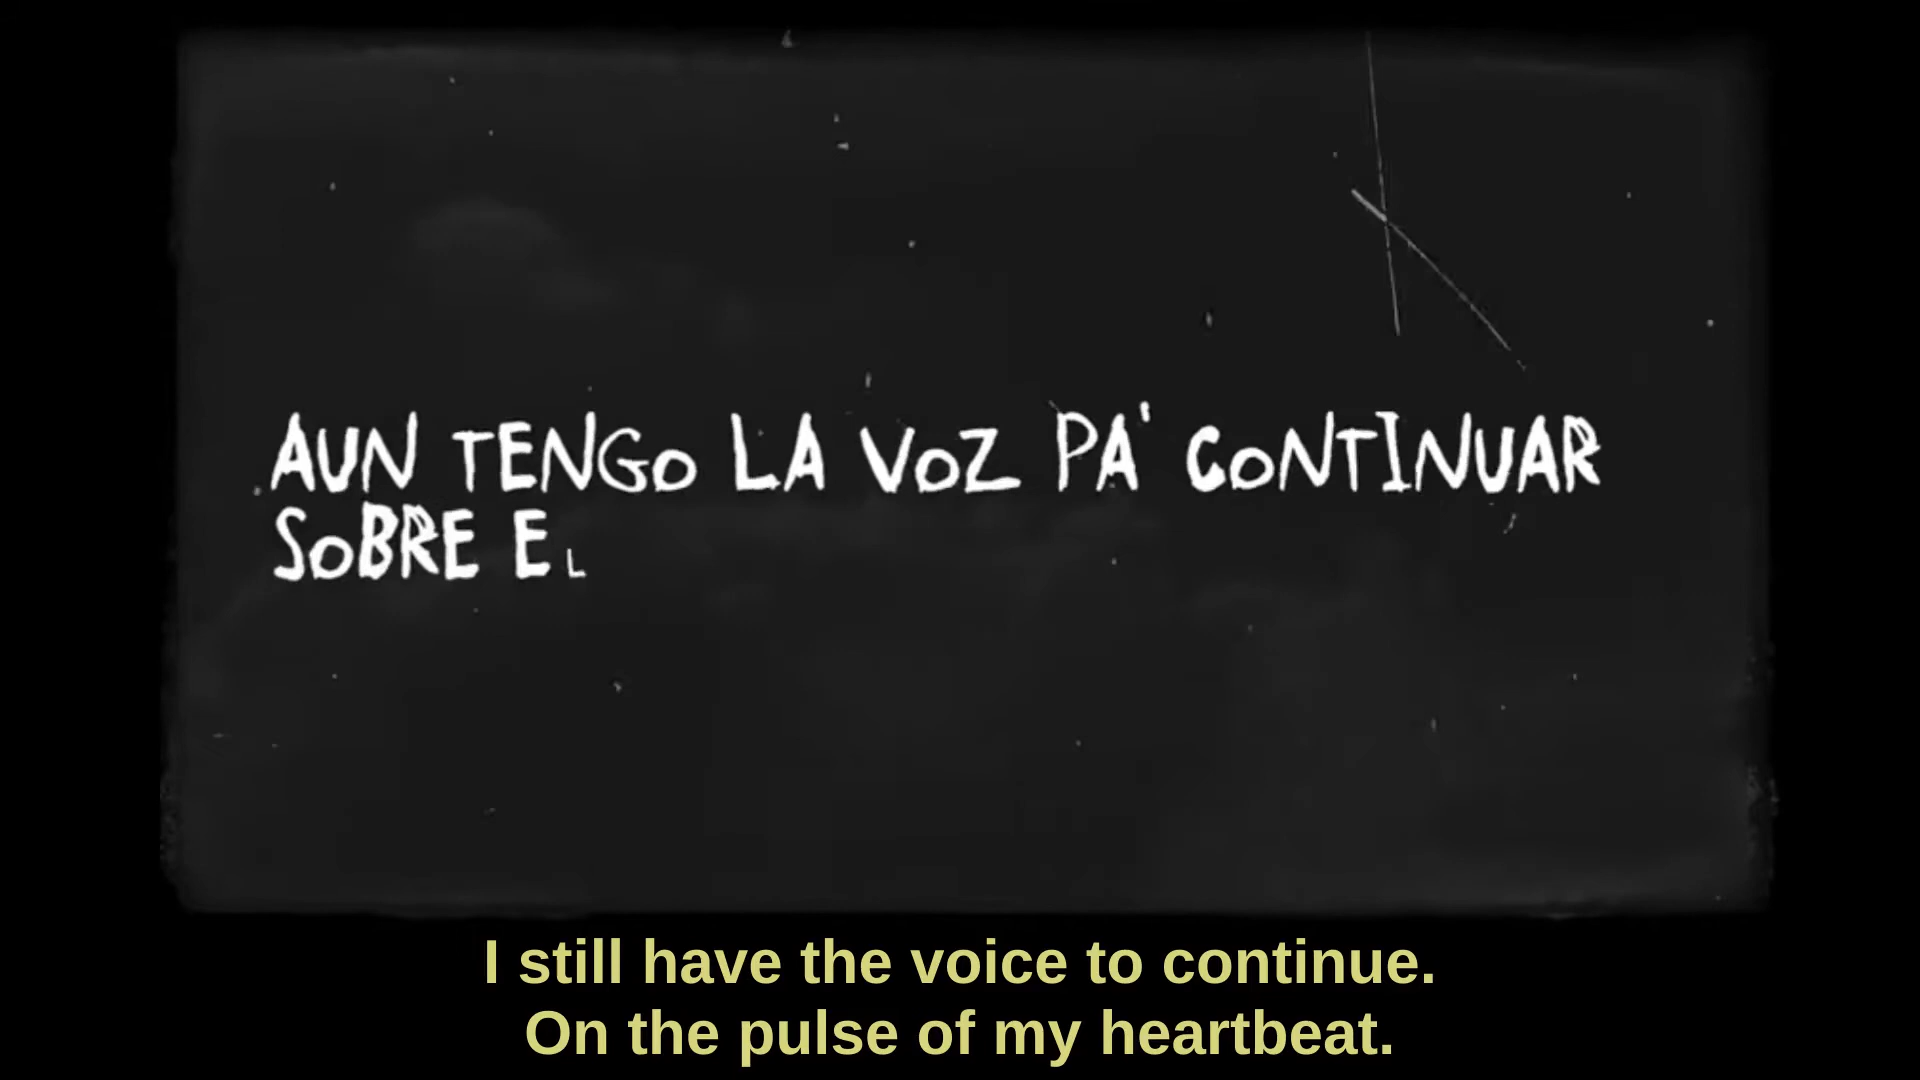 AUN TENGO LA VOZ PA' CONTINUAR
SOBRE EL
I still have the voice to continue.
On the pulse of my heartbeat.